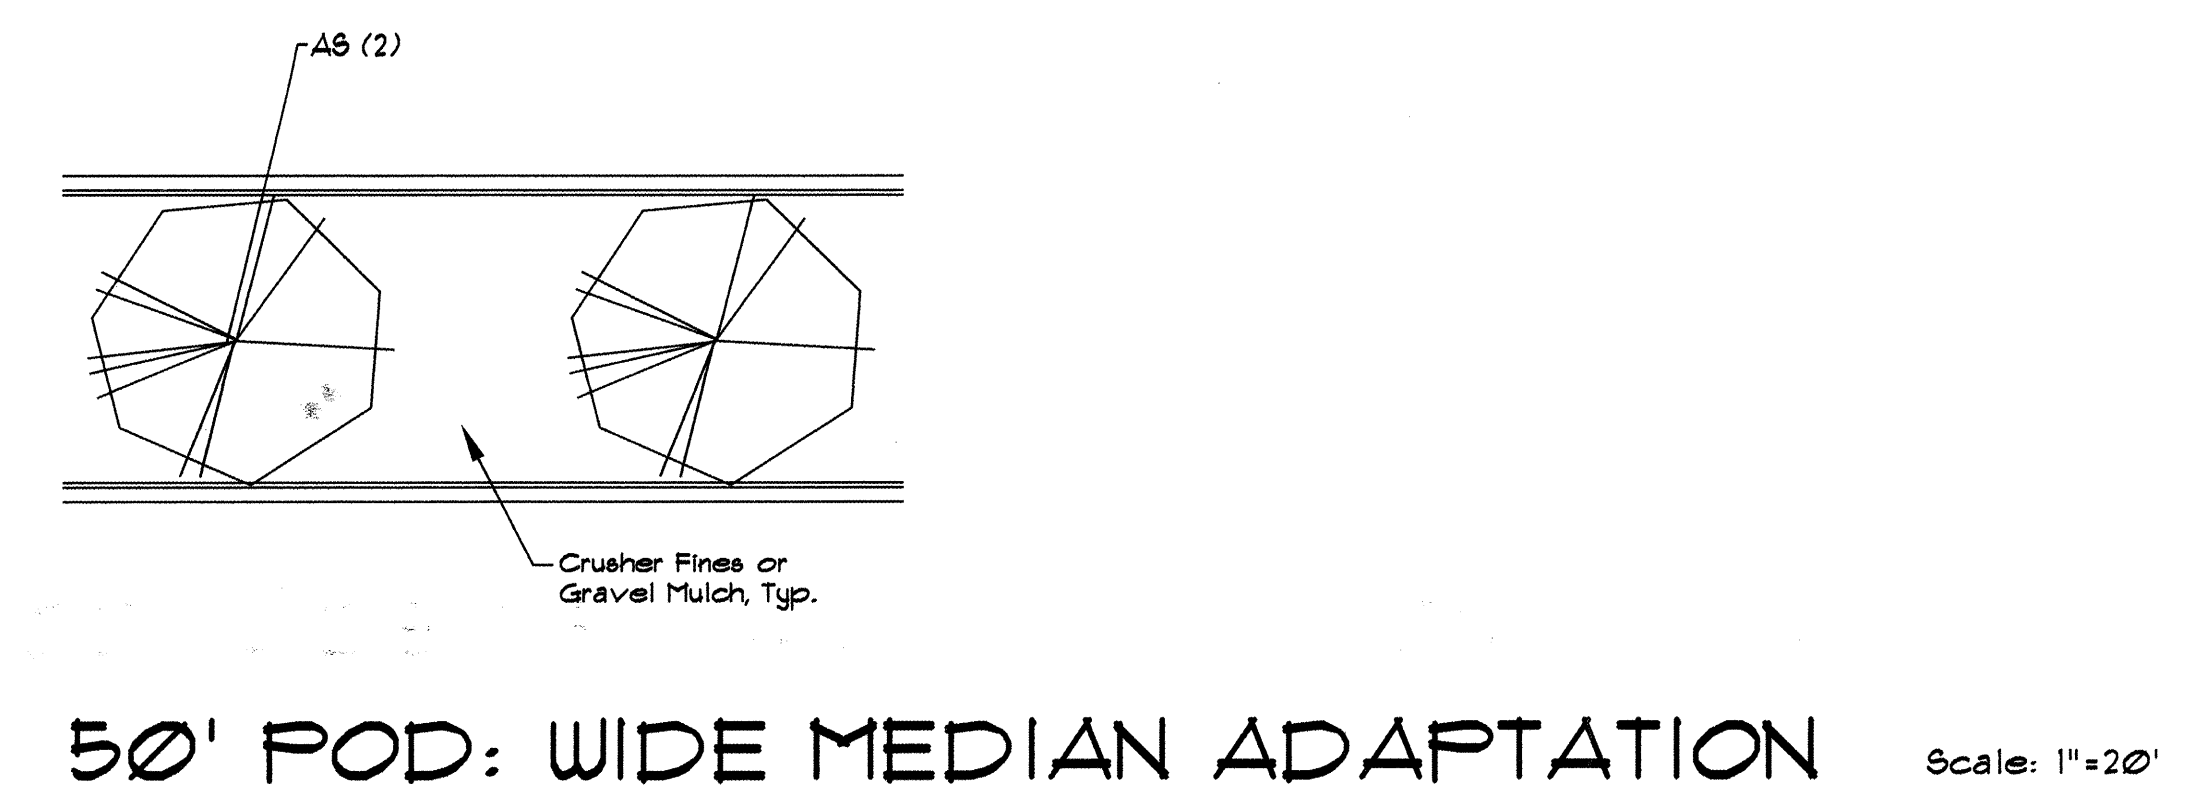 AS (2)
Crusher Fines or
Gravel Mulch, Typ.
50' POD: WIDE MEDIAN ADAPTATION
Scale: 1"=20'